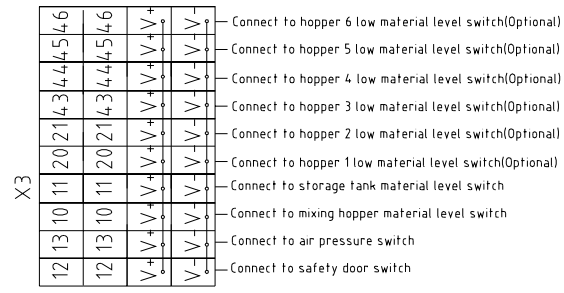 46 46 V+ V- Connect to hopper 6 low material level switch(Optional)
45 45 V+ V- Connect to hopper 5 low material level switch(Optional)
44 44 V+ V- Connect to hopper 4 low material level switch(Optional)
43 43 V+ V- Connect to hopper 3 low material level switch(Optional)
21 21 V+ V- Connect to hopper 2 low material level switch(Optional)
20 20 V+ V- Connect to hopper 1 low material level switch(Optional)
X3
11 11 V+ V- Connect to storage tank material level switch
10 10 V+ V- Connect to mixing hopper material level switch
13 13 V+ V- Connect to air pressure switch
12 12 V+ V- Connect to safety door switch